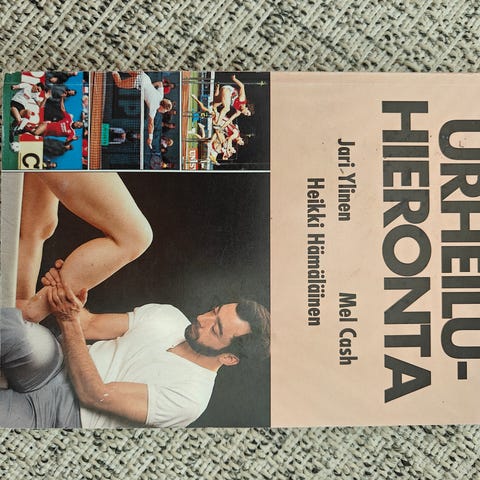 URHEILU-
HIERONTA
Jari Ylinen Mel Cash
Heikki Hämäläinen